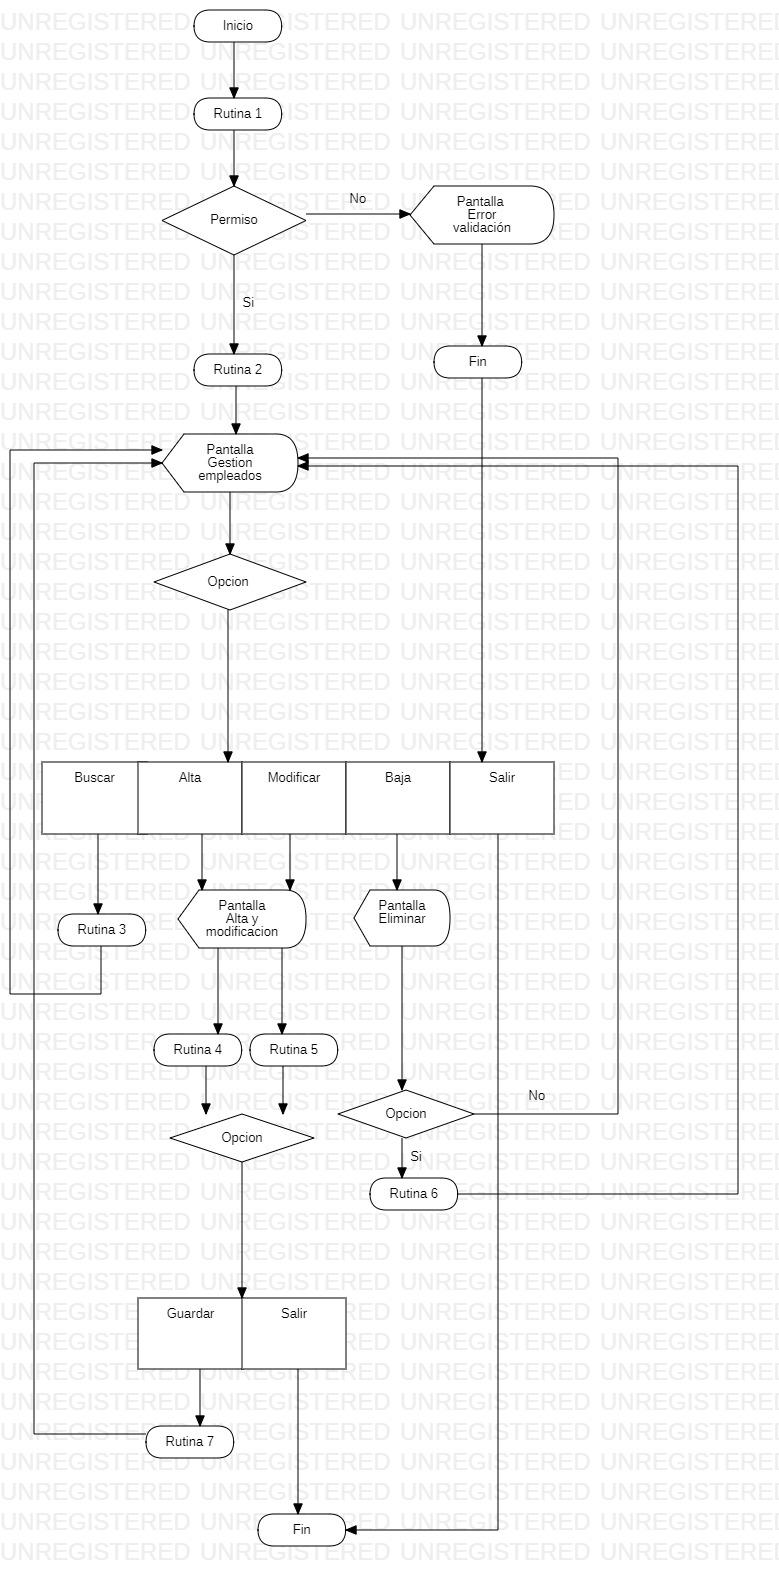 Inicio
Rutina 1
Permiso
No
Pantalla
Error
validación
Si
Rutina 2
Fin
Pantalla
Gestion
empleados
Opcion
Buscar
Alta
Modificar
Baja
Salir
Rutina 3
Pantalla
Alta y
modificacion
Pantalla
Eliminar
Rutina 4
Rutina 5
Opcion
Opcion
No
Si
Rutina 6
Guardar
Salir
Rutina 7
Fin
UNREGISTERED